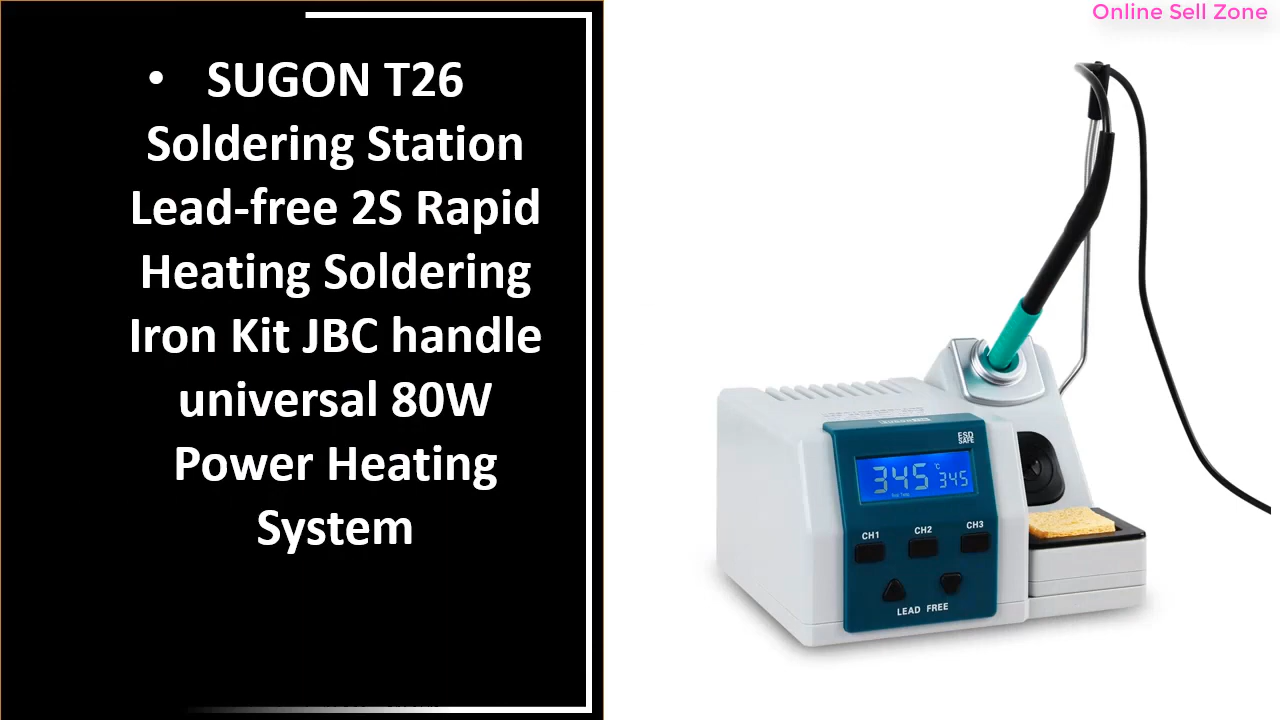 Online Sell Zone
• SUGON T26
Soldering Station
Lead-free 2S Rapid
Heating Soldering
Iron Kit JBC handle
universal 80W
Power Heating
System
ESD
SAFE
345 °C 345
CH1 CH2 CH3
LEAD FREE